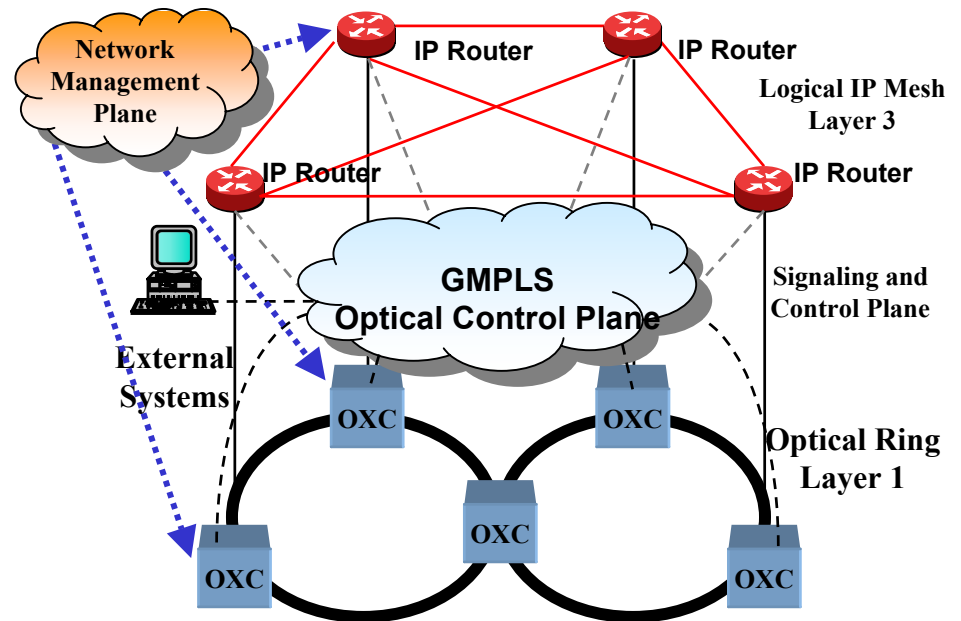 Network
Management
Plane
IP Router
IP Router
Logical IP Mesh
Layer 3
IP Router
IP Router
GMPLS
Optical Control Plane
Signaling and
Control Plane
External
Systems
OXC
OXC
Optical Ring
Layer 1
OXC
OXC
OXC